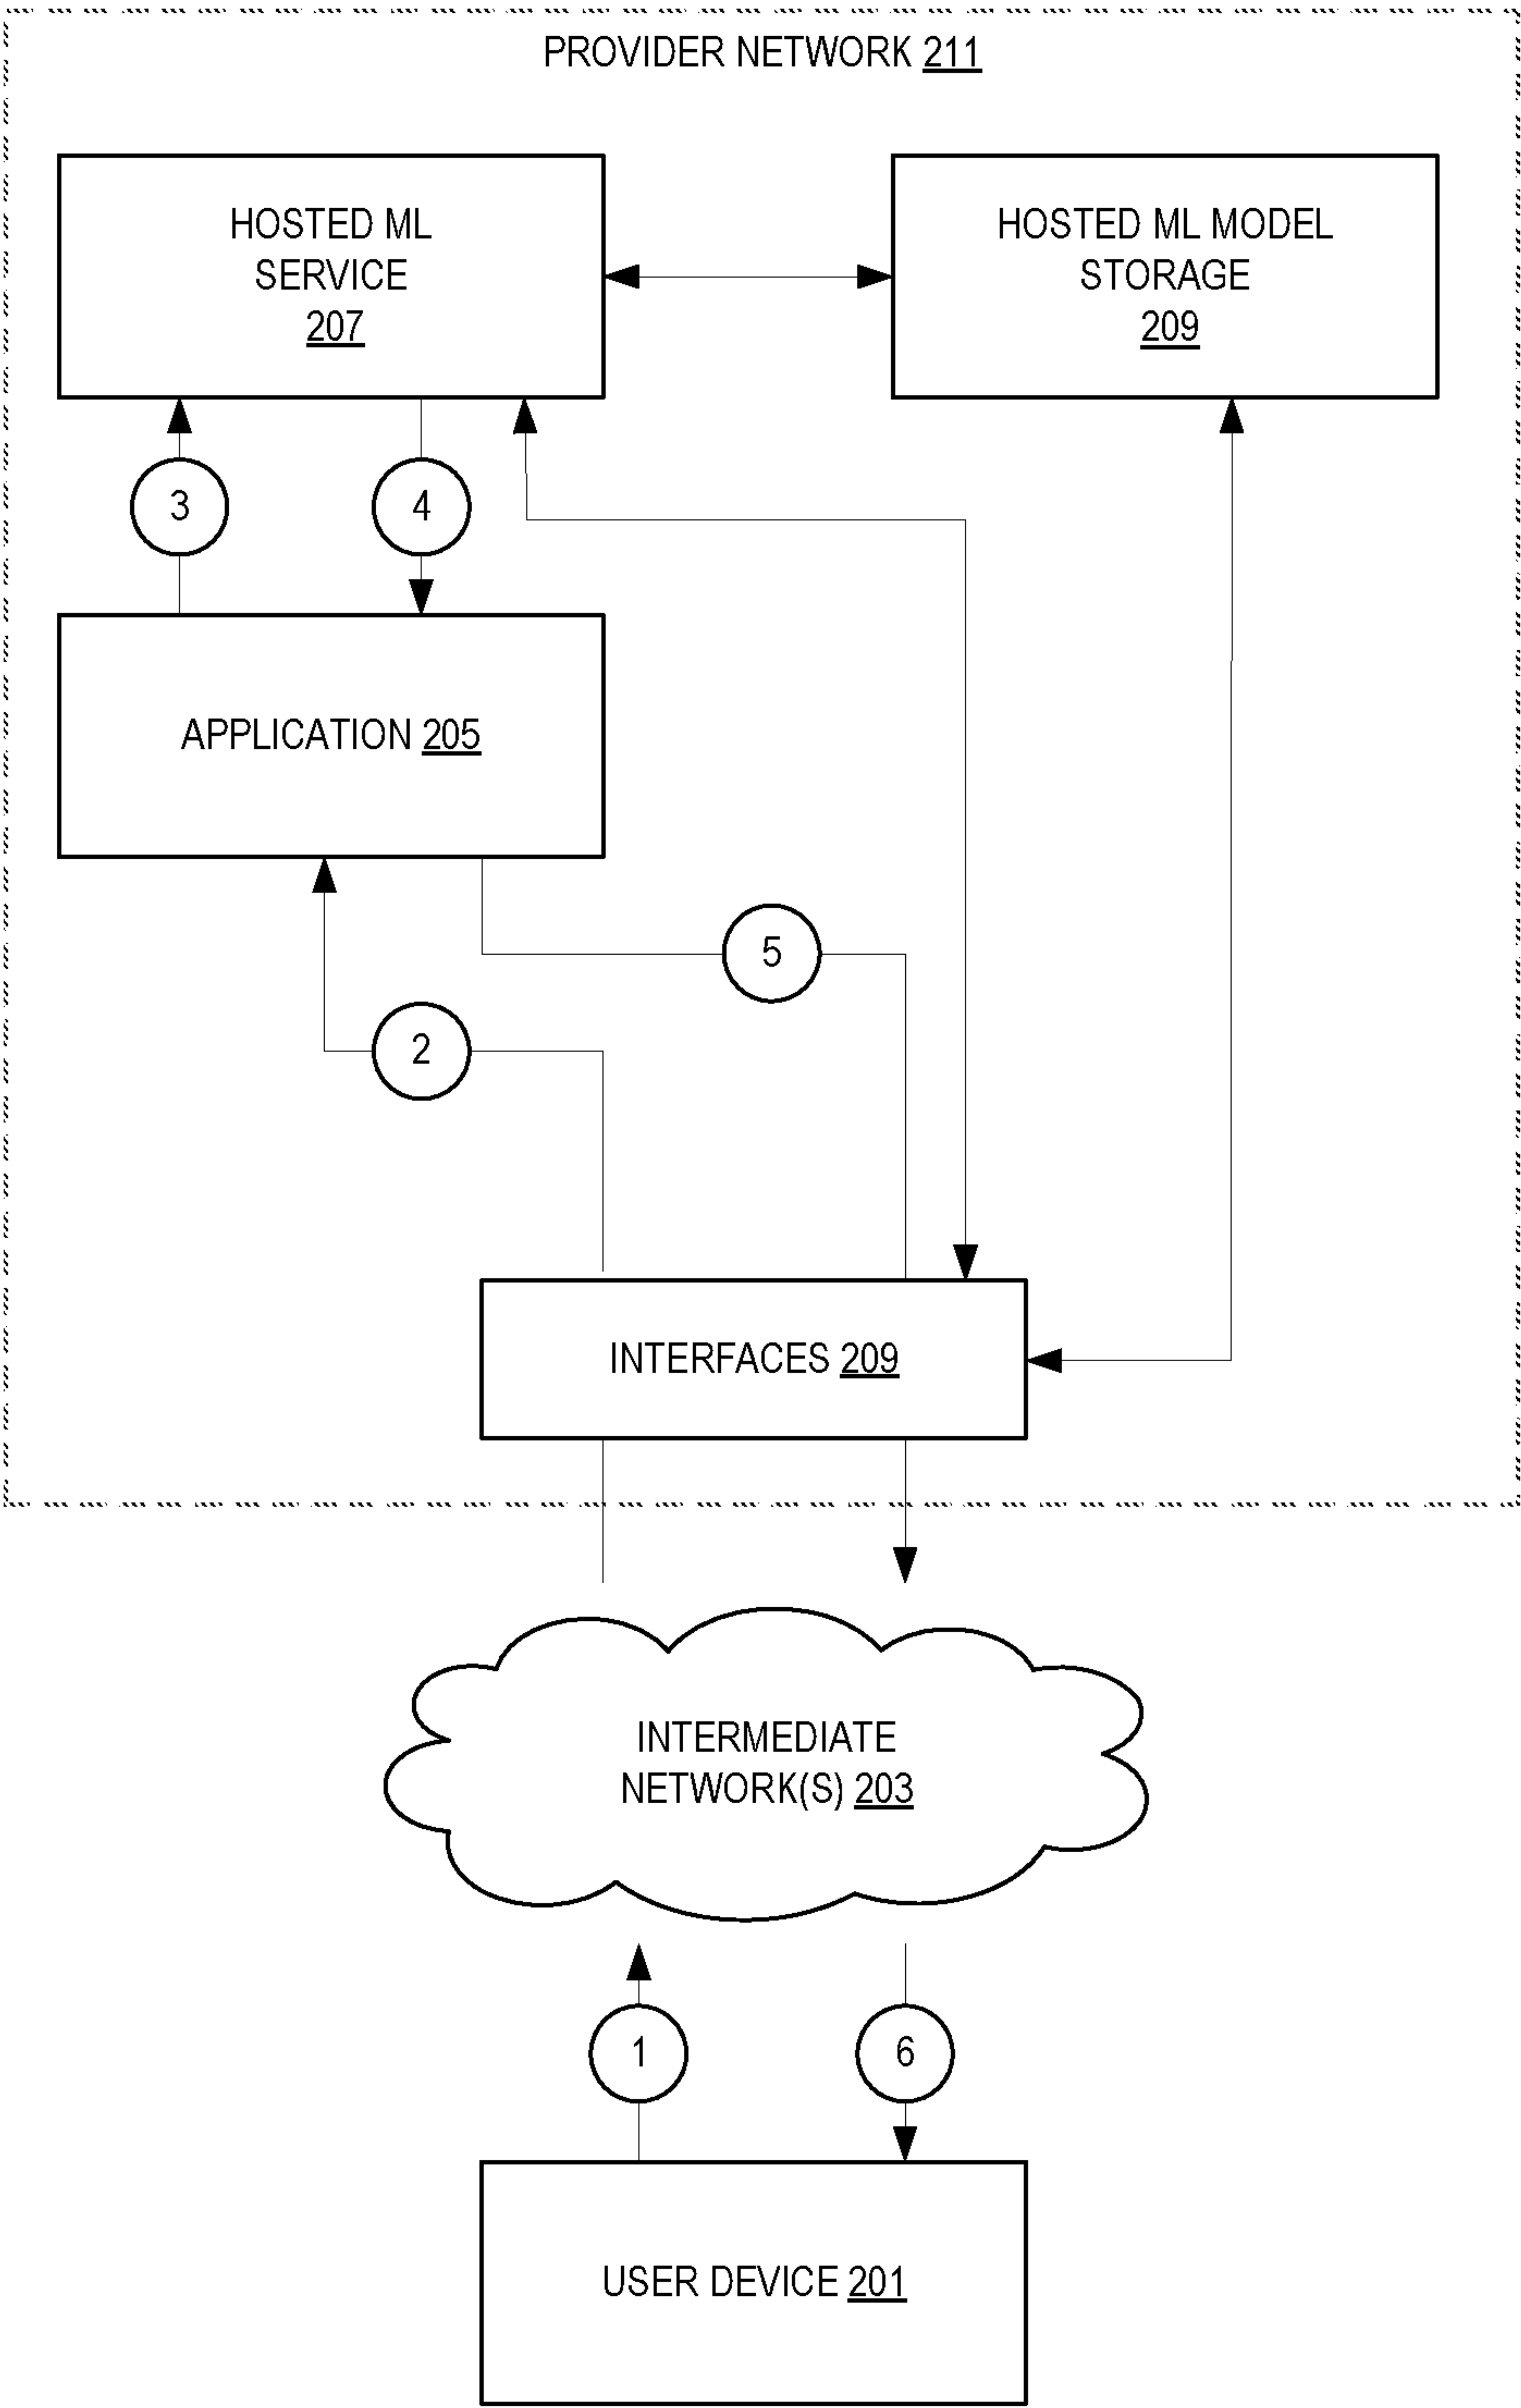 PROVIDER NETWORK 211
HOSTED ML
SERVICE
207
HOSTED ML MODEL
STORAGE
209
3
4
APPLICATION 205
5
2
INTERFACES 209
INTERMEDIATE
NETWORK(S) 203
1
6
USER DEVICE 201